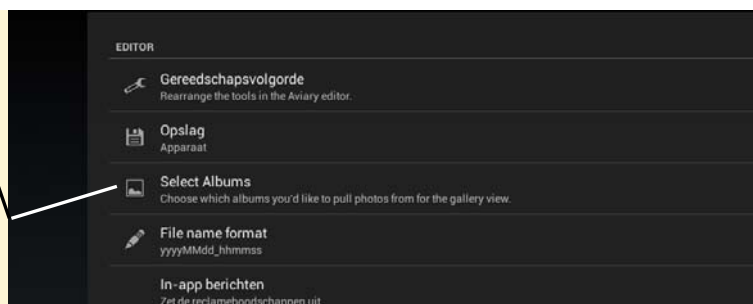 EDITOR
Gereedschapsvolgorde
Rearrange the tools in the Aviary editor.
Opslag
Apparaat
Select Albums
Choose which albums you'd like to pull photos from for the gallery view.
File name format
yyyyMMdd_hhmmss
In-app berichten
Zet de reclameboodschappen uit